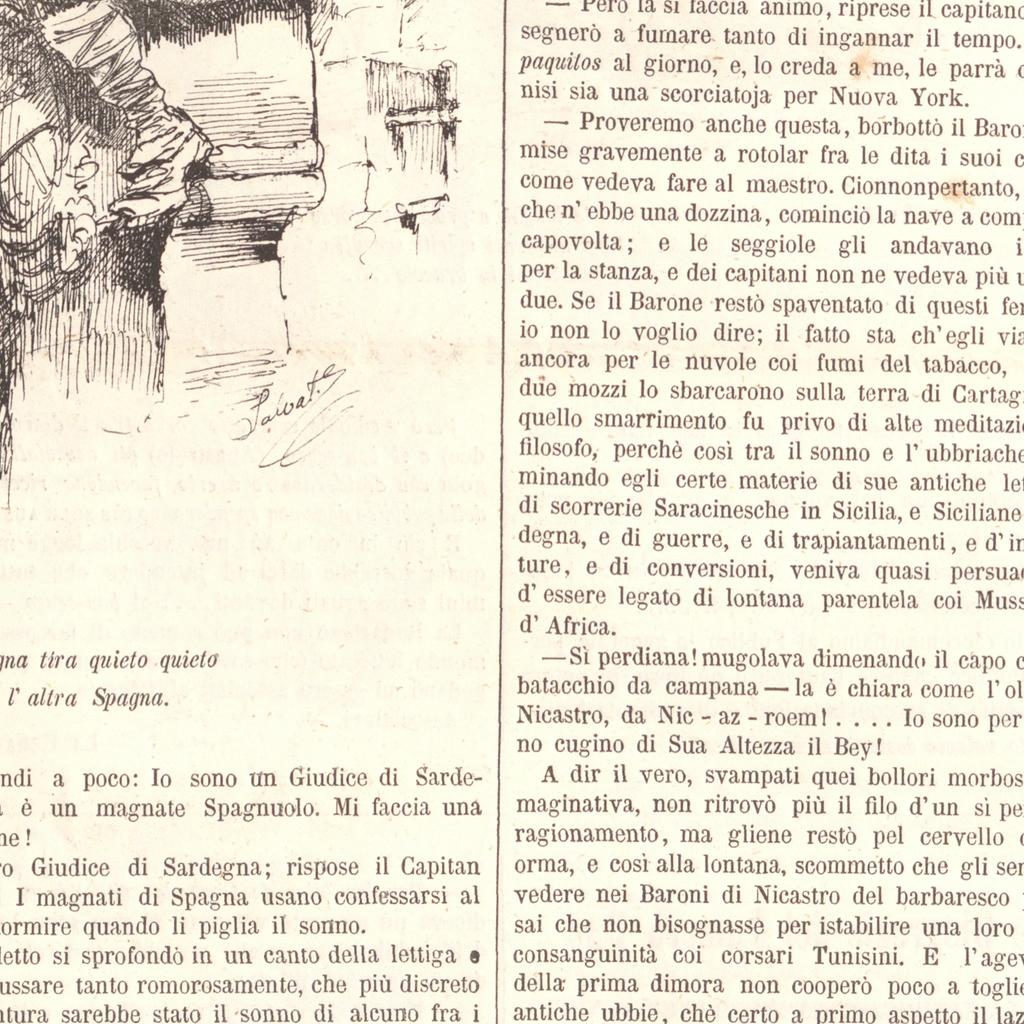 Salvat
gna tira quieto quieto
l' altra Spagna.
ndi a poco: Io sono un Giudice di Sarde-
è un magnate Spagnuolo. Mi faccia una
ne!
ro Giudice di Sardegna; rispose il Capitan
I magnati di Spagna usano confessarsi al
dormire quando li piglia il sonno.
detto si sprofondò in un canto della lettiga e
russare tanto romorosamente, che più discreto
ntura sarebbe stato il sonno di alcuno fra i
— Però la si faccia animo, riprese il capitano
segnerò a fumare tanto di ingannar il tempo.
paquitos al giorno, e, lo creda a me, le parrà
nisi sia una scorciatoja per Nuova York.
— Proveremo anche questa, borbottò il Baro
mise gravemente a rotolar fra le dita i suoi c
come vedeva fare al maestro. Cionnonpertanto,
che n' ebbe una dozzina, cominciò la nave a com
capovolta; e le seggiole gli andavano i
per la stanza, e dei capitani non ne vedeva più u
due. Se il Barone restò spaventato di questi fe
io non lo voglio dire; il fatto sta ch'egli via
ancora per le nuvole coi fumi del tabacco,
due mozzi lo sbarcarono sulla terra di Cartag
quello smarrimento fu privo di alte meditazi
filosofo, perchè così tra il sonno e l' ubbriache
minando egli certe materie di sue antiche let
di scorrerie Saracinesche in Sicilia, e Siciliane
degna, e di guerre, e di trapiantamenti, e d' in
ture, e di conversioni, veniva quasi persua
d' essere legato di lontana parentela coi Muss
d' Africa.
— Sì perdiana! mugolava dimenando il capo c
batacchio da campana — la è chiara come l' ol
Nicastro, da Nic - az - roem! . . . . Io sono per
no cugino di Sua Altezza il Bey!
A dir il vero, svampati quei bollori morbos
maginativa, non ritrovò più il filo d' un sì pe
ragionamento, ma gliene restò pel cervello
orma, e così alla lontana, scommetto che gli se
vedere nei Baroni di Nicastro del barbaresco
sai che non bisognasse per istabilire una loro
consanguinità coi corsari Tunisini. E l'agev
della prima dimora non cooperò poco a toglie
antiche ubbie, chè certo a primo aspetto il laz